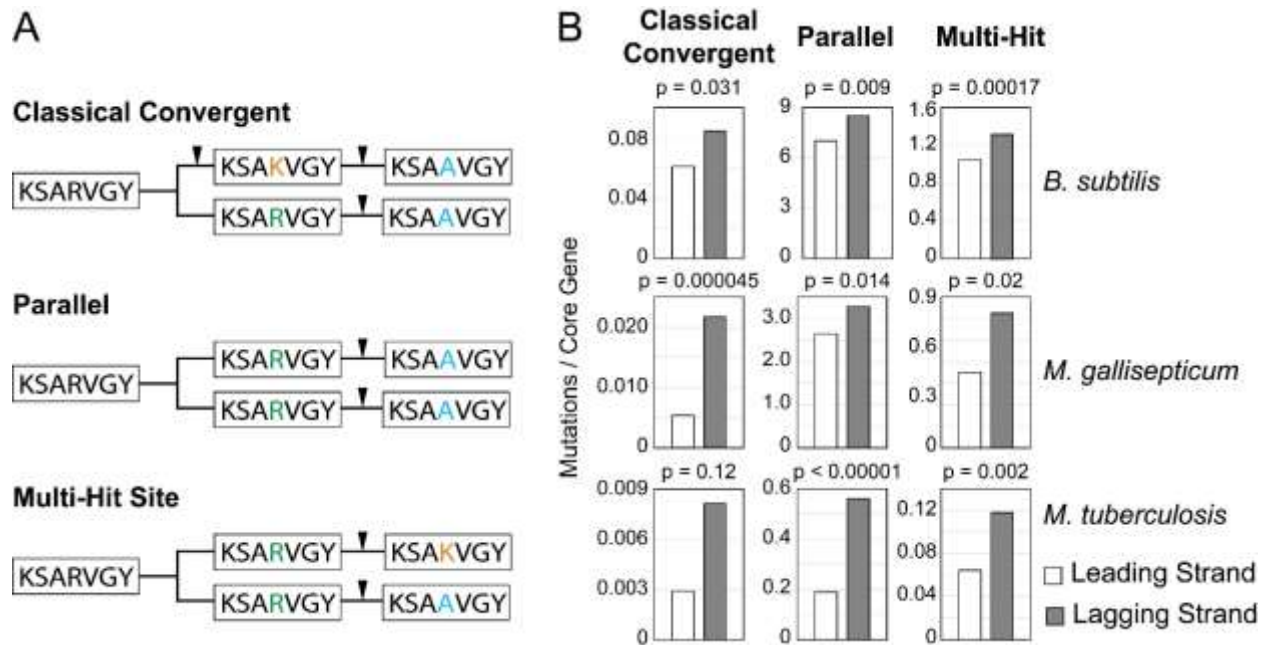 A
Classical Convergent
KSARVGY
KSAKVGY
KSAAVGY
KSARVGY
KSAAVGY
Parallel
KSARVGY
KSARVGY
KSAAVGY
KSARVGY
KSAAVGY
Multi-Hit Site
KSARVGY
KSARVGY
KSAKVGY
KSARVGY
KSAAVGY
B
Classical
Convergent
Parallel
Multi-Hit
Mutations / Core Gene
p = 0.031
0.08
0.04
0
p = 0.009
9
6
3
0
p = 0.00017
1.6
1.2
0.8
0.4
0
B. subtilis
p = 0.000045
0.020
0.010
0
p = 0.014
3.0
2.0
1.0
0
p = 0.02
0.9
0.6
0.3
0
M. gallisepticum
p = 0.12
0.009
0.006
0.003
0
p < 0.00001
0.6
0.4
0.2
0
p = 0.002
0.12
0.08
0.04
0
M. tuberculosis
Leading Strand
Lagging Strand